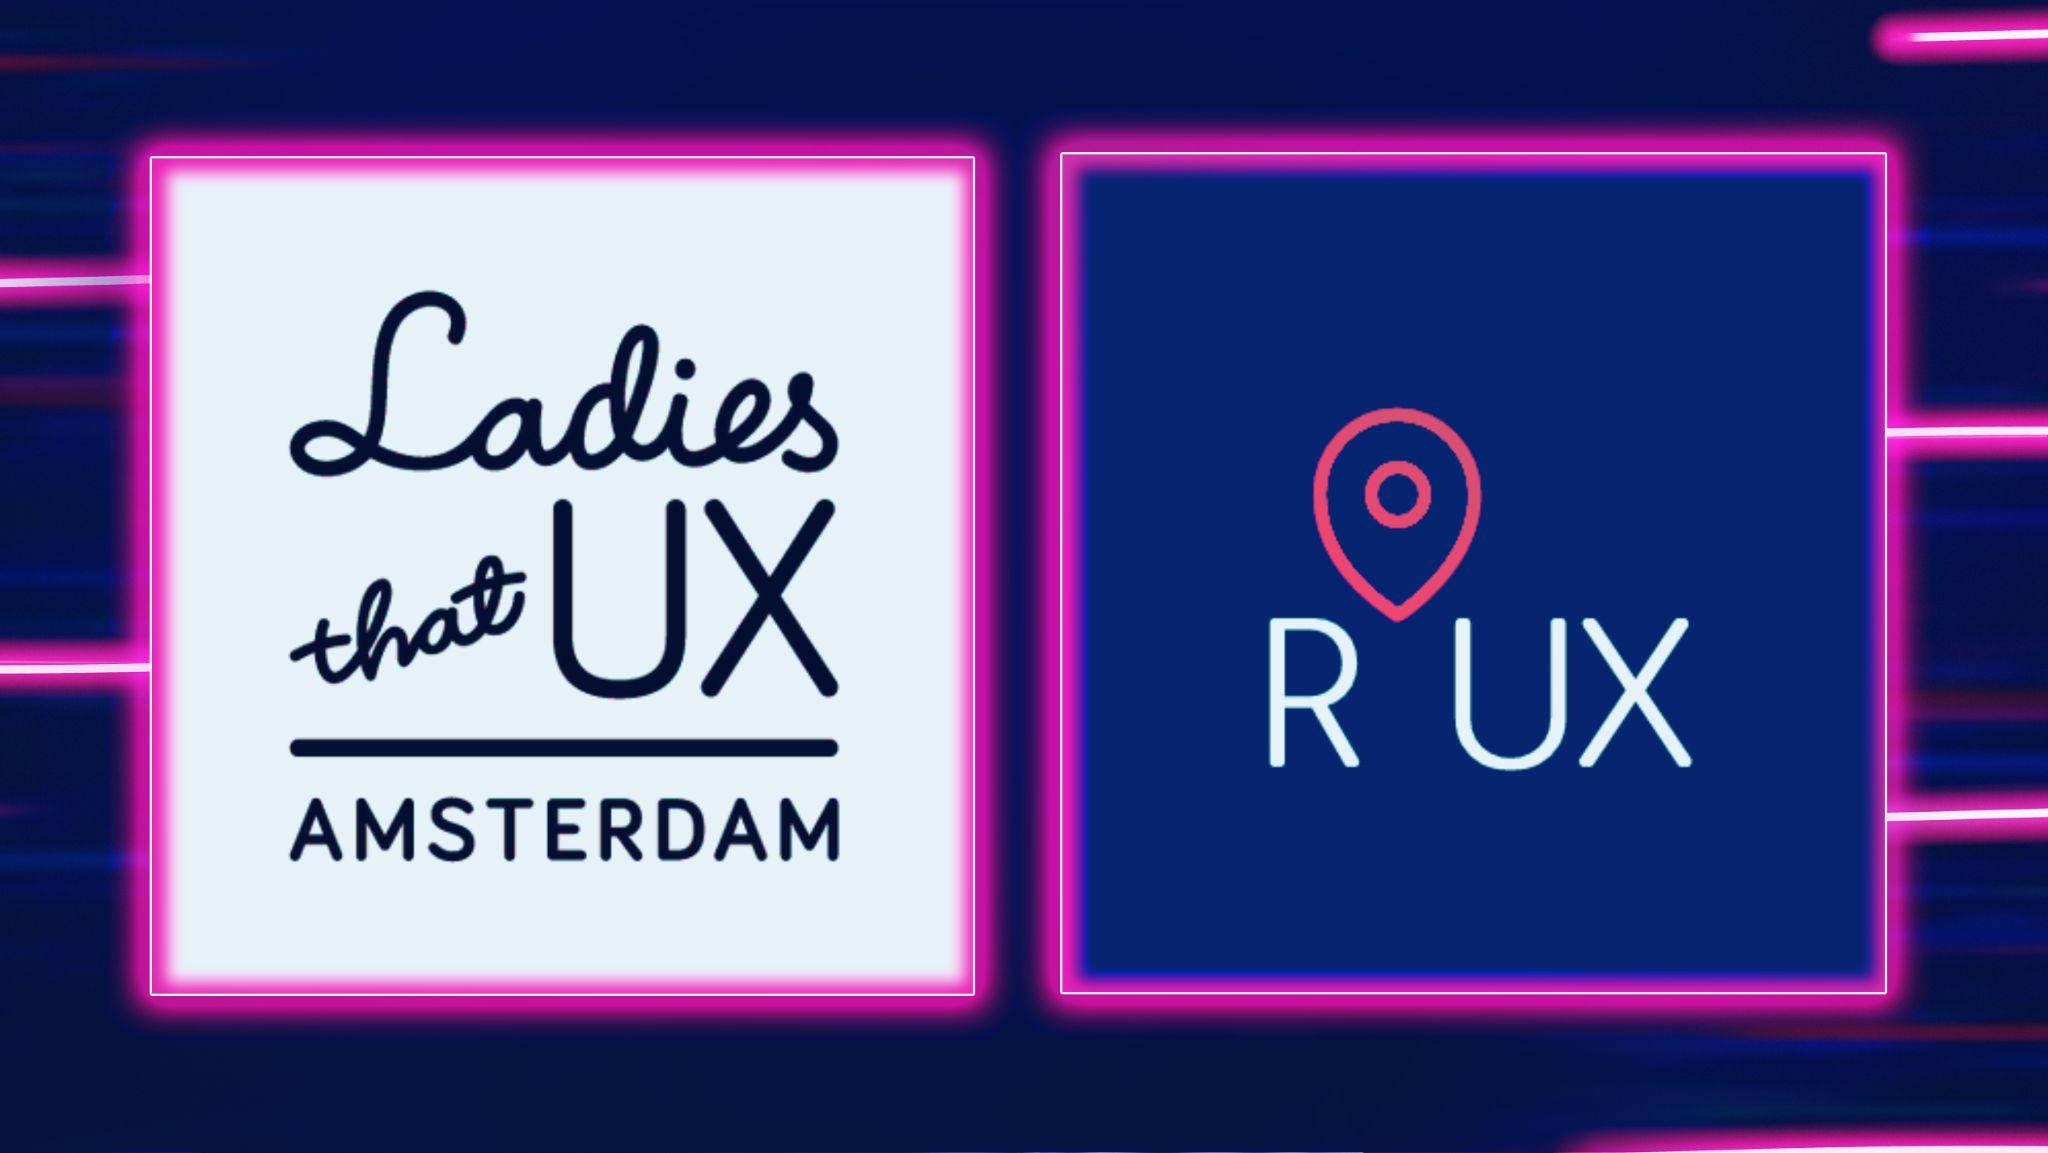 Ladies
that UX
AMSTERDAM
R UX